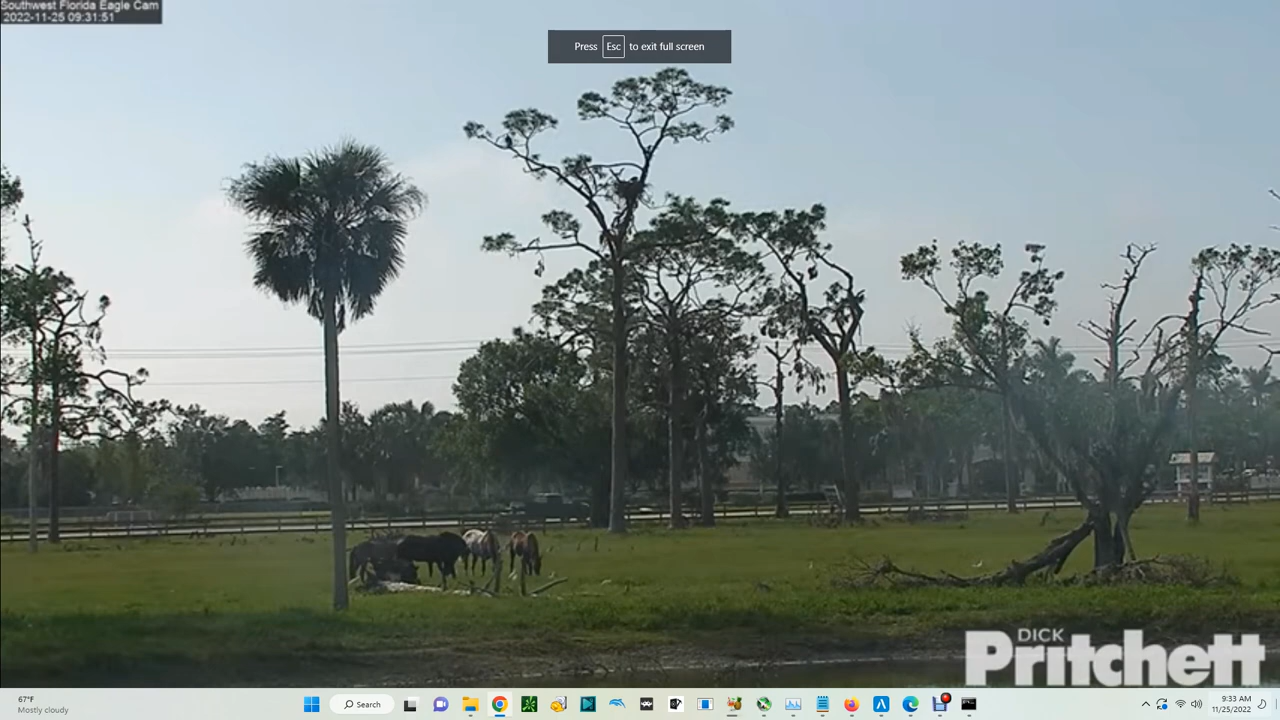 Southwest Florida Eagle Cam
2022-11-25 09:31:51
Press Esc to exit full screen
DICK
Pritchett
67°F
Mostly cloudy
Search
9:33 AM
11/25/2022